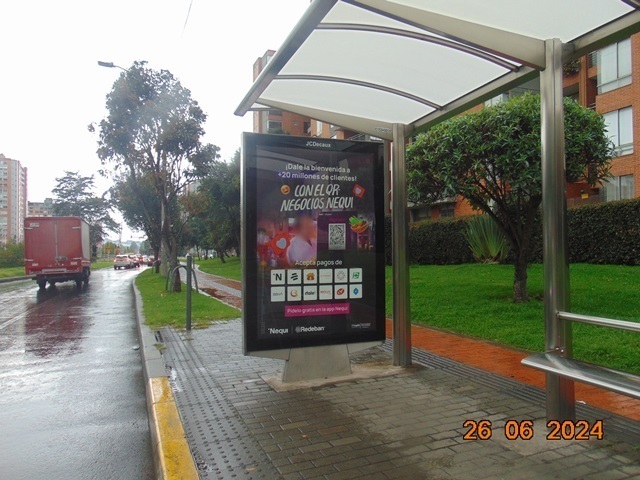 JCDecaux
¡Dale la bienvenida a
+20 millones de clientes!
CON EL QR
NEGOCIOS NEQUI
Acepta pagos de
Pídelo gratis en la app Nequi
Nequi Redeban
26 06 2024